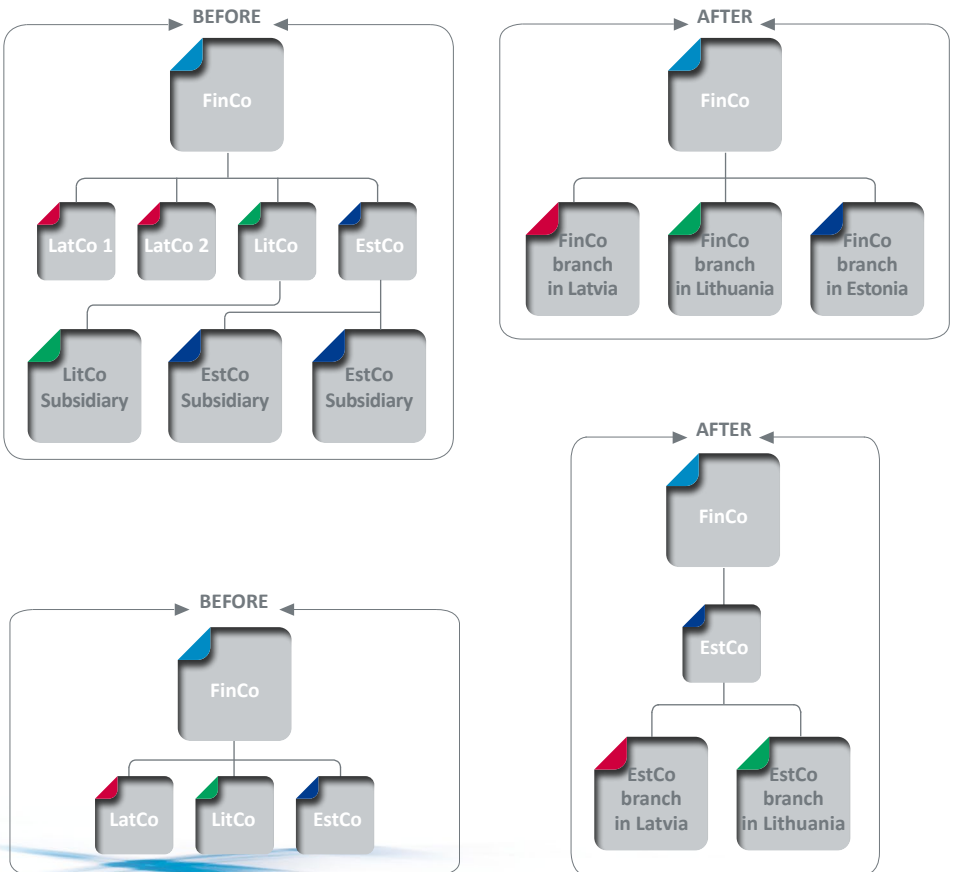 BEFORE
FinCo
LatCo 1
LatCo 2
LitCo
EstCo
LitCo
Subsidiary
EstCo
Subsidiary
EstCo
Subsidiary
AFTER
FinCo
FinCo
branch
in Latvia
FinCo
branch
in Lithuania
FinCo
branch
in Estonia
BEFORE
FinCo
LatCo
LitCo
EstCo
AFTER
FinCo
EstCo
EstCo
branch
in Latvia
EstCo
branch
in Lithuania